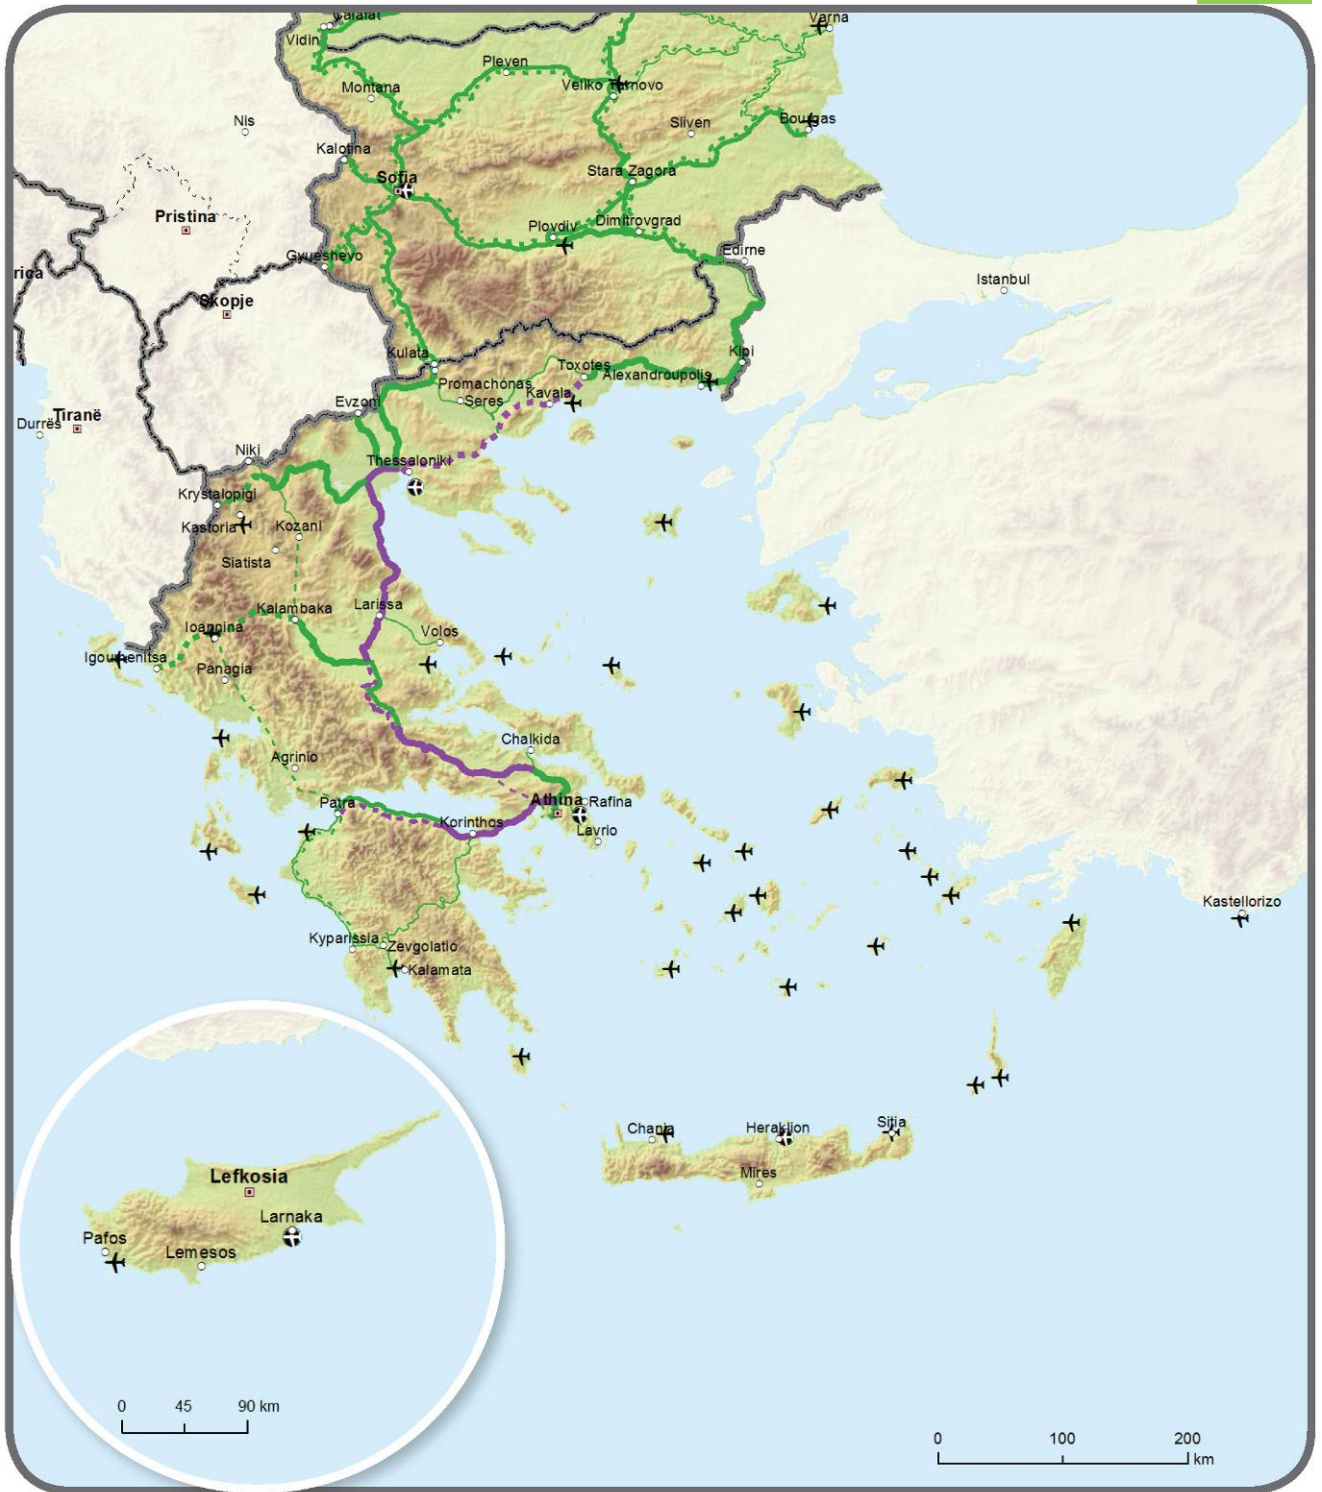 Calafat
Varna
Vidin
Pleven
Montana
Veliko Tarnovo
Nis
Sliven
Bourgas
Kalotina
Sofia
Stara Zagora
Pristina
Plovdiv
Dimitrovgrad
Gyueshevo
Edirne
rica
Istanbul
Skopje
Kulata
Toxotes
Kipi
Promachonas
Alexandroupolis
Evzoni
Seres
Kavala
Durrës
Tiranë
Niki
Thessaloniki
Krystalopigi
Kastoria
Kozani
Siatista
Kalambaka
Larissa
Ioannina
Volos
Igoumenitsa
Panagia
Chalkida
Agrinio
Patra
Athina
Rafina
Korinthos
Lavrio
Kastellorizo
Kyparissia
Zevgolatio
Kalamata
Chania
Heraklion
Sitia
Mires
Lefkosia
Larnaka
Pafos
Lemesos
0 45 90 km
0 100 200
km